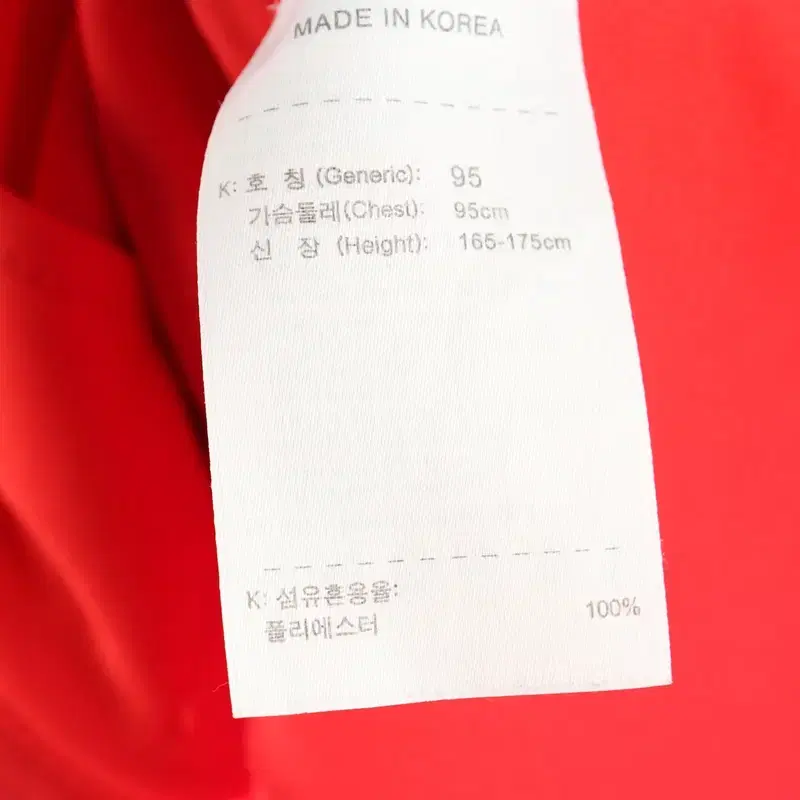 MADE IN KOREA
K: 호 칭 (Generic): 95
가슴둘레(Chest): 95cm
신 장 (Height): 165-175cm
K: 섬유혼용율:
폴리에스터 100%